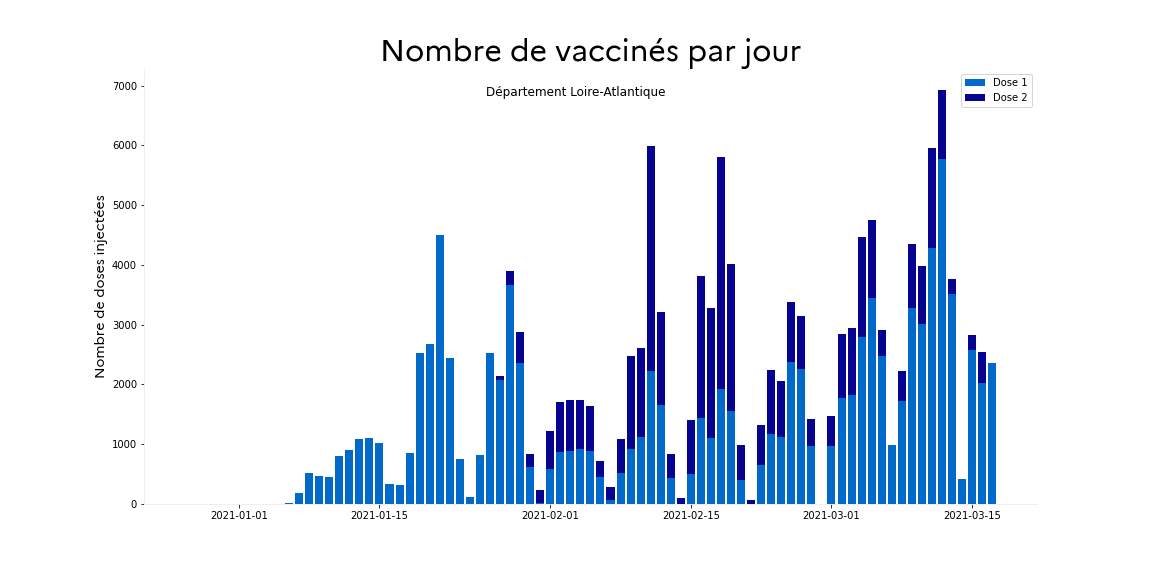 Nombre de vaccinés par jour
Département Loire-Atlantique
Dose 1
Dose 2
Nombre de doses injectées
7000
6000
5000
4000
3000
2000
1000
0
2021-01-01
2021-01-15
2021-02-01
2021-02-15
2021-03-01
2021-03-15